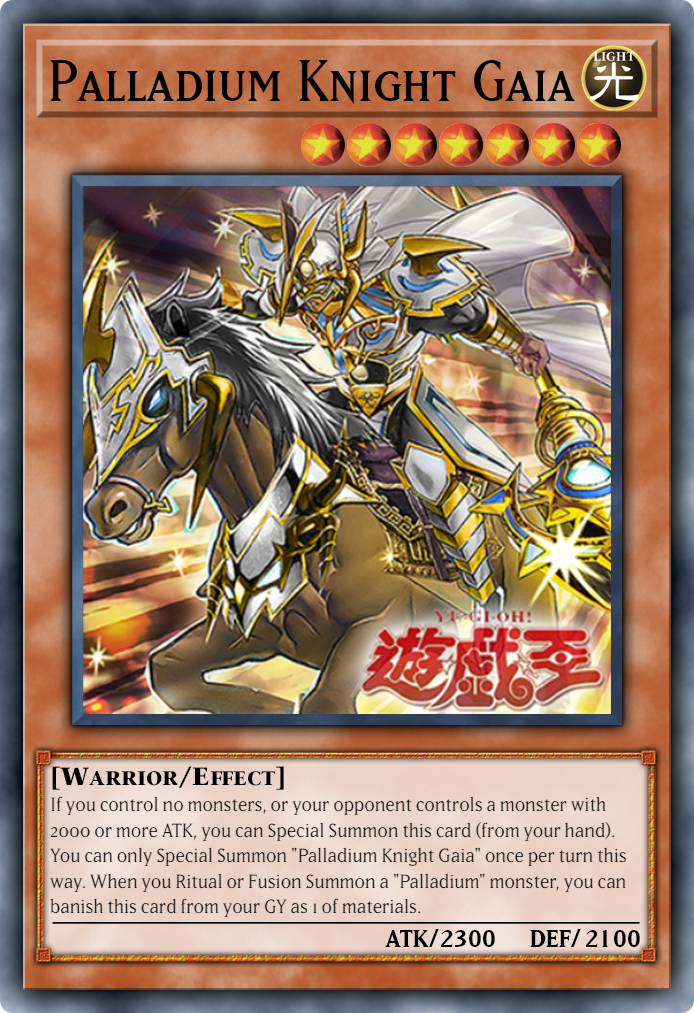 PALLADIUM KNIGHT GAIA
LIGHT
光
YU-GI-OH!
遊戯王
[WARRIOR/EFFECT]
If you control no monsters, or your opponent controls a monster with
2000 or more ATK, you can Special Summon this card (from your hand).
You can only Special Summon "Palladium Knight Gaia" once per turn this
way. When you Ritual or Fusion Summon a "Palladium" monster, you can
banish this card from your GY as 1 of materials.
ATK/2300 DEF/2100